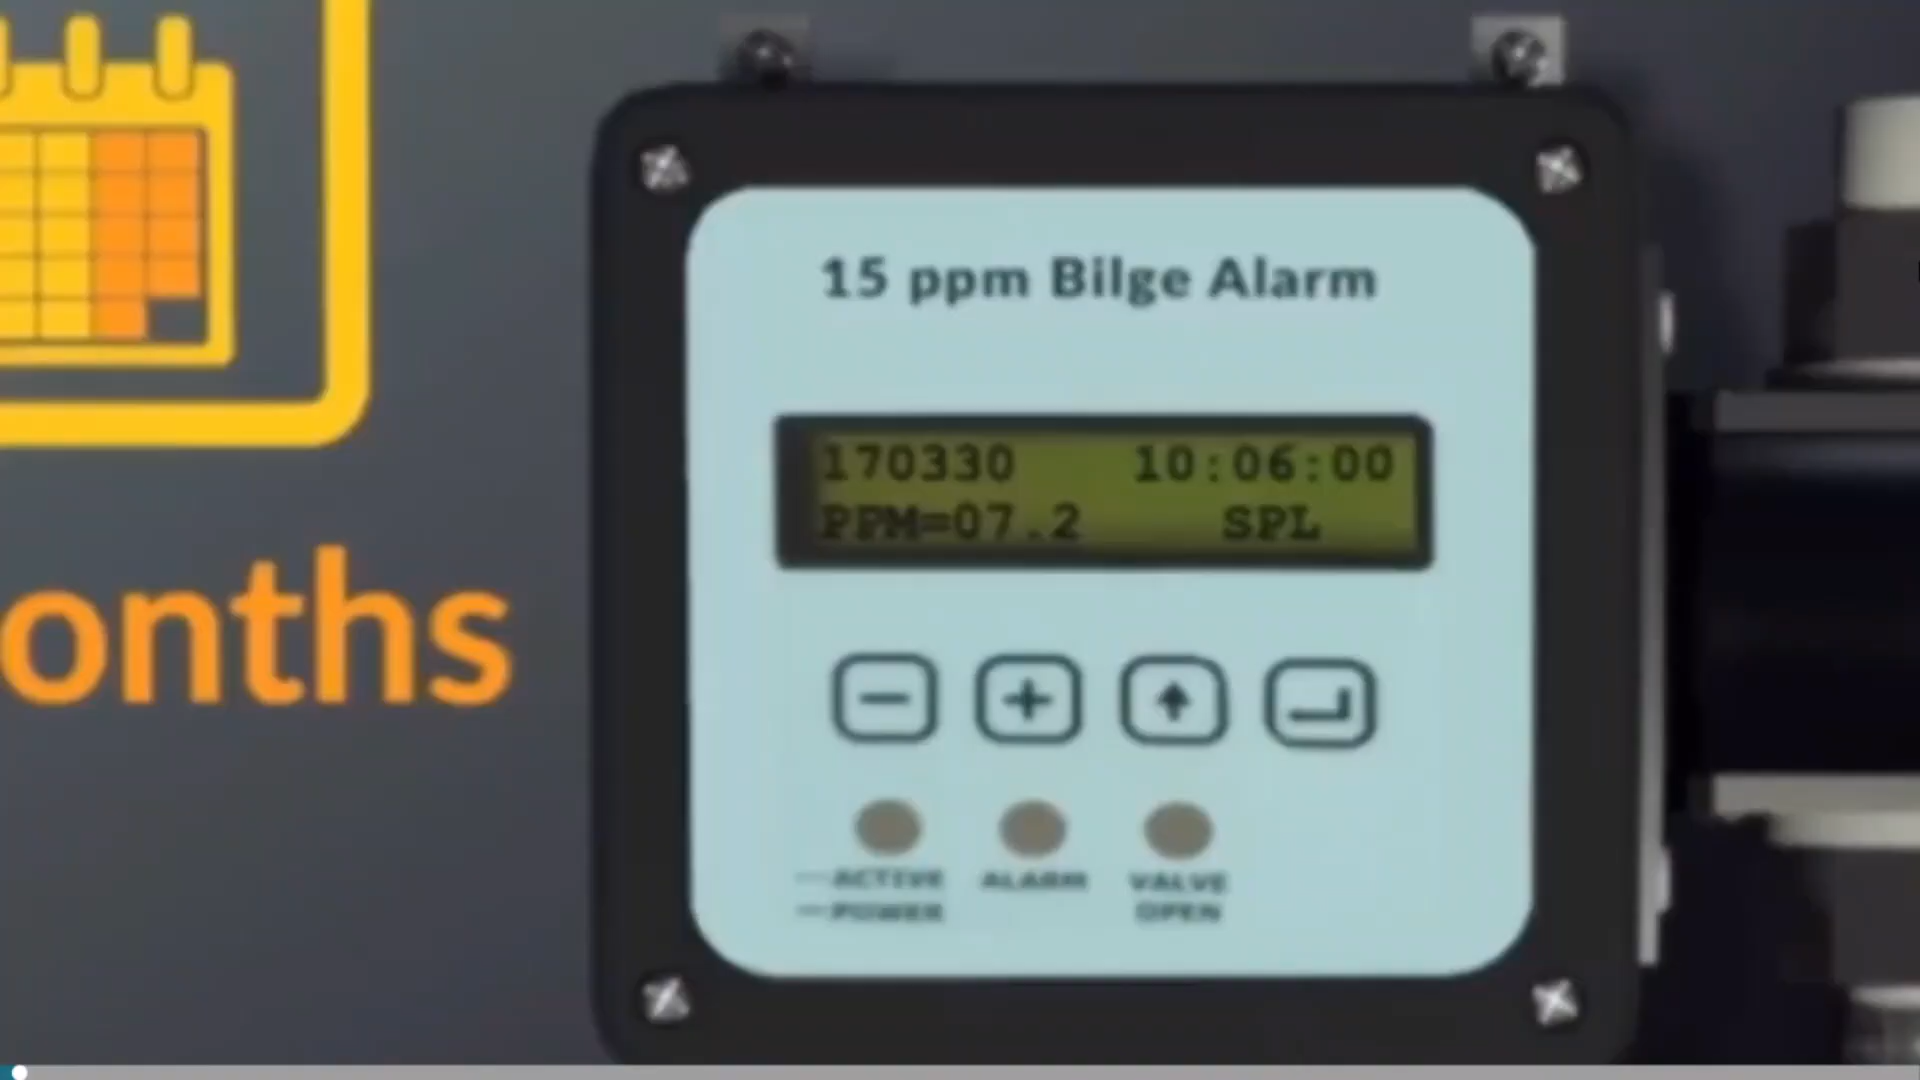 15 ppm Bilge Alarm
170330 10:06:00
PPM=07.2 SPL
onths
ACTIVE
POWER
ALARM
VALVE
OPEN